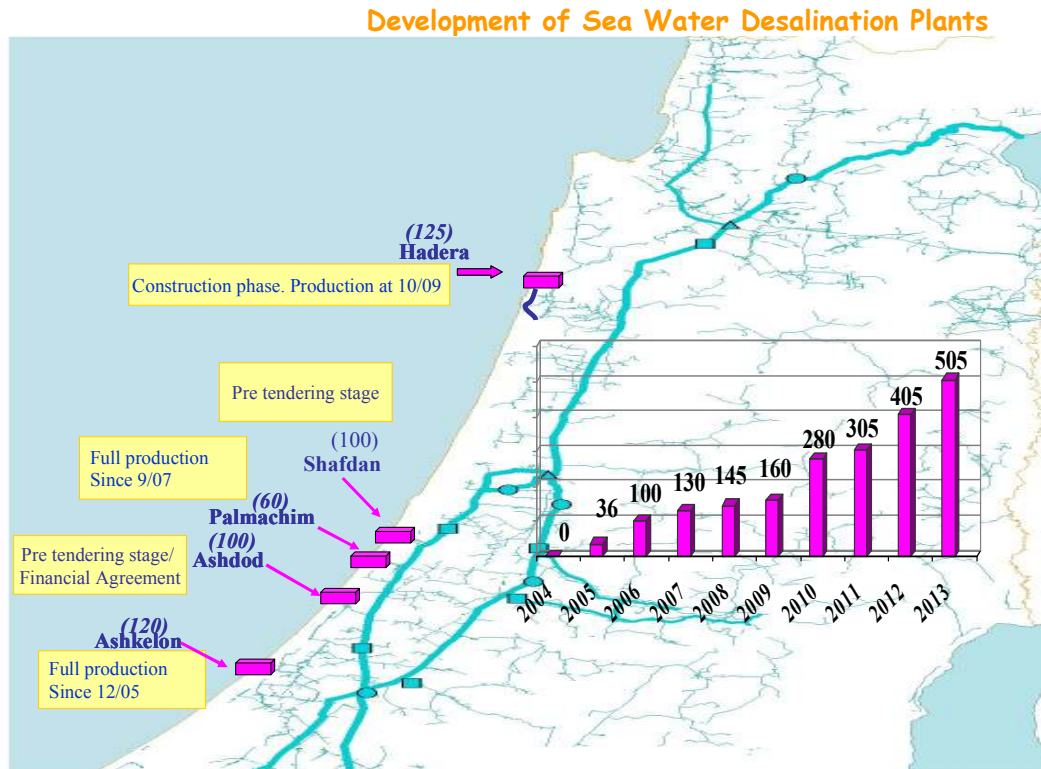 Development of Sea Water Desalination Plants
(125)
Hadera
Construction phase. Production at 10/09
Pre tendering stage
(100)
Shafdan
Full production
Since 9/07
(60)
Palmachim
(100)
Ashdod
Pre tendering stage/
Financial Agreement
(120)
Ashkelon
Full production
Since 12/05
0
36
100
130
145
160
280
305
405
505
2004
2005
2006
2007
2008
2009
2010
2011
2012
2013